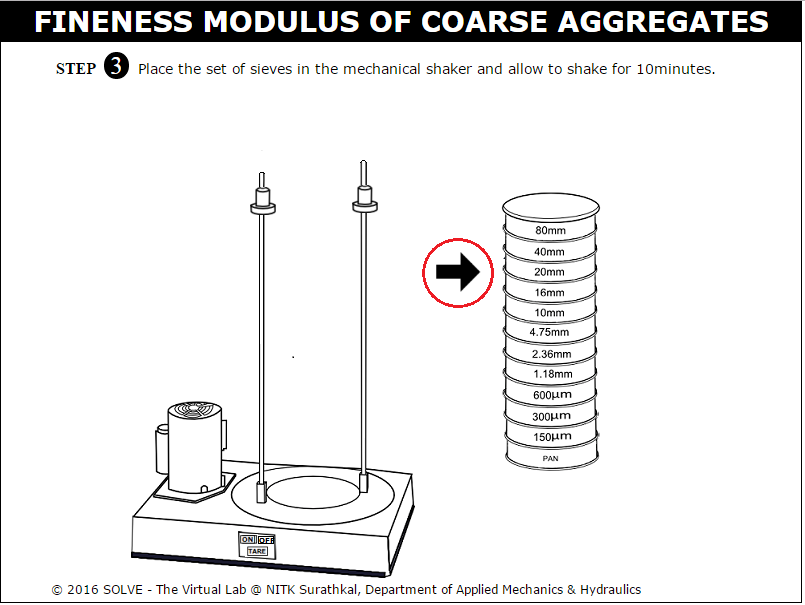 FINENESS MODULUS OF COARSE AGGREGATES
STEP 3 Place the set of sieves in the mechanical shaker and allow to shake for 10minutes.
80mm
40mm
20mm
16mm
10mm
4.75mm
2.36mm
1.18mm
600µm
300µm
150µm
PAN
ON OFF
TARE
© 2016 SOLVE - The Virtual Lab @ NITK Surathkal, Department of Applied Mechanics & Hydraulics